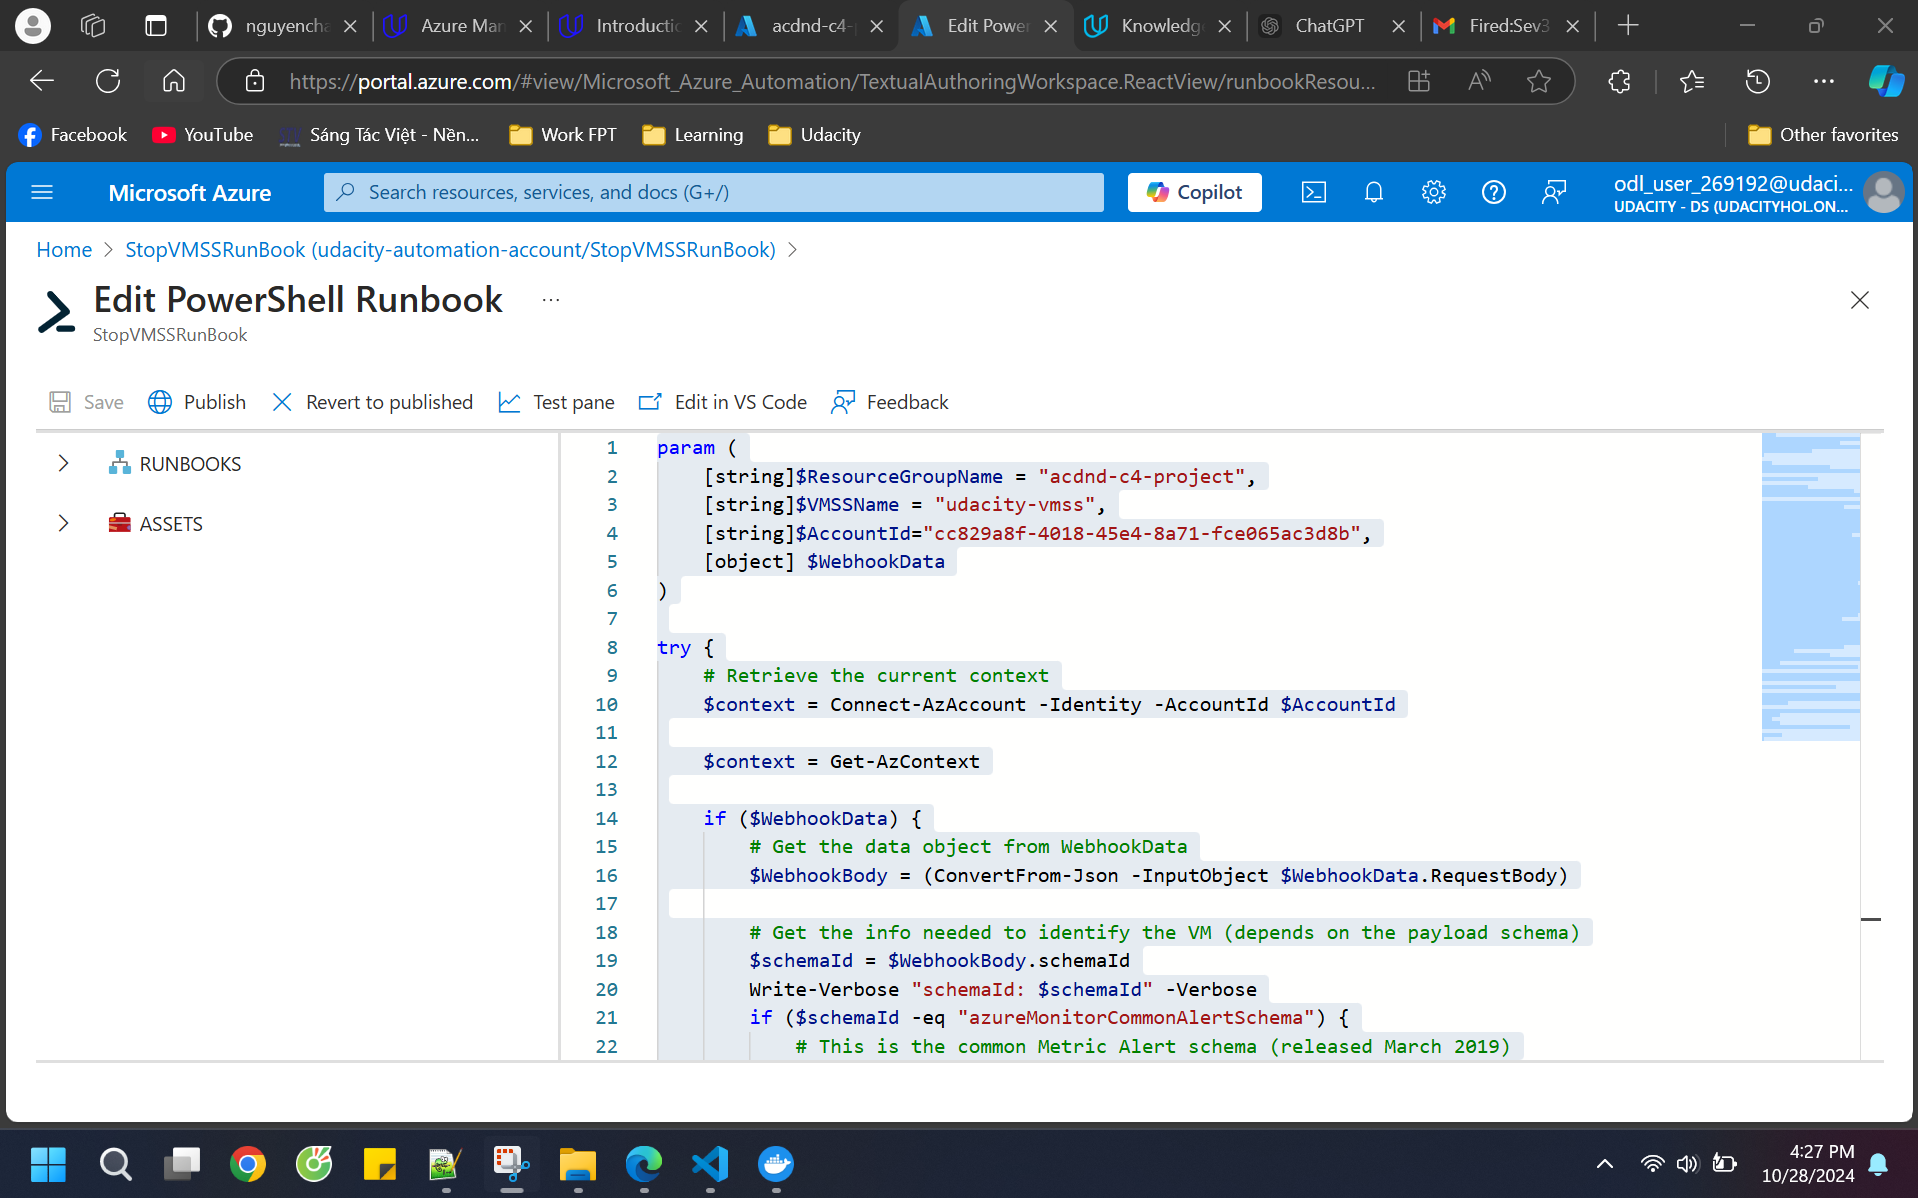 nguyencha
Azure Man
Introductio
acdnd-c4-p
Edit Power
Knowledge
ChatGPT
Fired:Sev3
https://portal.azure.com/#view/Microsoft_Azure_Automation/TextualAuthoringWorkspace.ReactView/runbookResou...
Facebook
YouTube
Sáng Tác Việt - Nền...
Work FPT
Learning
Udacity
Other favorites
Microsoft Azure
Search resources, services, and docs (G+/)
Copilot
odl_user_269192@udaci...
UDACITY - DS (UDACITYHOL.ON...
Home > StopVMSSRunBook (udacity-automation-account/StopVMSSRunBook) >
Edit PowerShell Runbook ...
StopVMSSRunBook
Save
Publish
Revert to published
Test pane
Edit in VS Code
Feedback
RUNBOOKS
ASSETS
1 param (
2 [string]$ResourceGroupName = "acdnd-c4-project",
3 [string]$VMSSName = "udacity-vmss",
4 [string]$AccountId="cc829a8f-4018-45e4-8a71-fce065ac3d8b",
5 [object] $WebhookData
6 )
7
8 try {
9 # Retrieve the current context
10 $context = Connect-AzAccount -Identity -AccountId $AccountId
11
12 $context = Get-AzContext
13
14 if ($WebhookData) {
15 # Get the data object from WebhookData
16 $WebhookBody = (ConvertFrom-Json -InputObject $WebhookData.RequestBody)
17
18 # Get the info needed to identify the VM (depends on the payload schema)
19 $schemaId = $WebhookBody.schemaId
20 Write-Verbose "schemaId: $schemaId" -Verbose
21 if ($schemaId -eq "azureMonitorCommonAlertSchema") {
22 # This is the common Metric Alert schema (released March 2019)
4:27 PM
10/28/2024